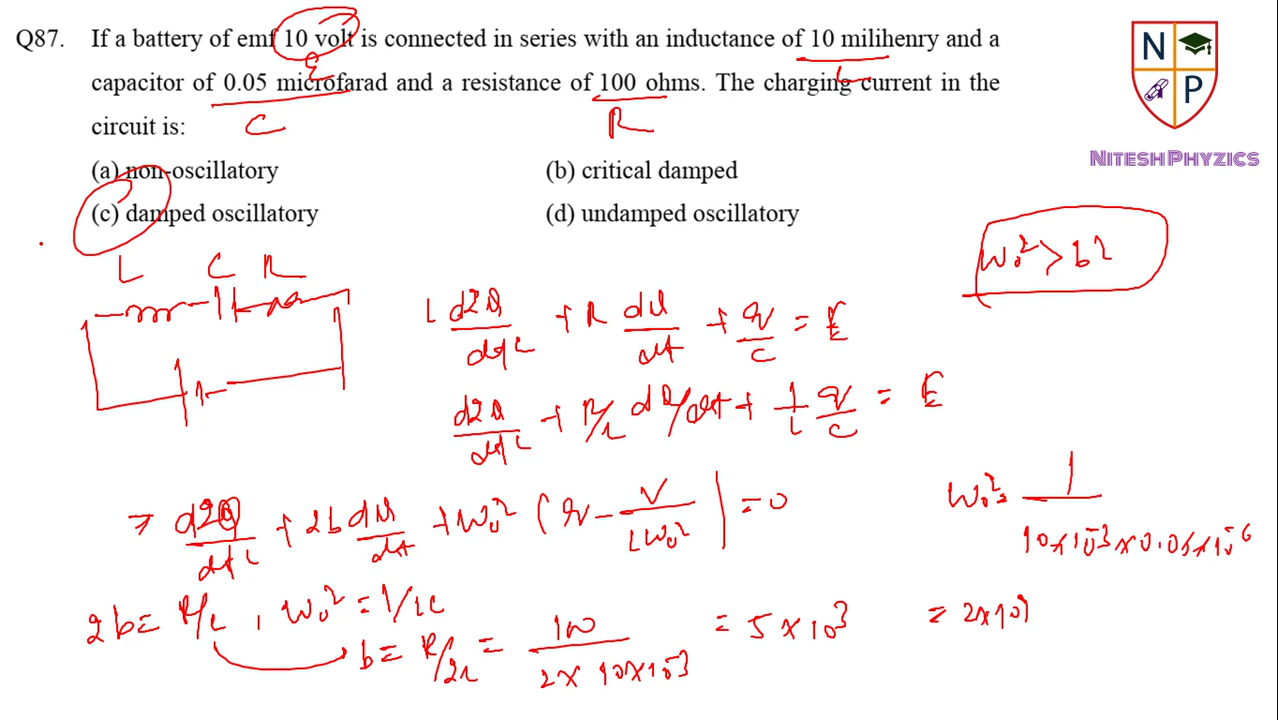 Q87. If a battery of emf 10 volt is connected in series with an inductance of 10 milihenry and a
capacitor of 0.05 microfarad and a resistance of 100 ohms. The charging current in the
circuit is:
(a) non-oscillatory (b) critical damped
(c) damped oscillatory (d) undamped oscillatory
N P
NITESH PHYZICS
ε L
C R
L C R
ω₀² > b²
L d2Q/dt² + R dQ/dt + q/C = E
d2Q/dt² + R/L dQ/dt + 1/L q/C = E
⇒ d2Q/dt² + 2b dQ/dt + ω₀² (q - V/Lω₀²) = 0
ω₀² = 1/10×10⁻³×0.05×10⁻⁶
2b = R/L, ω₀² = 1/LC
b = R/2L = 100/2×10×10⁻³ = 5×10³
= 2×10⁹